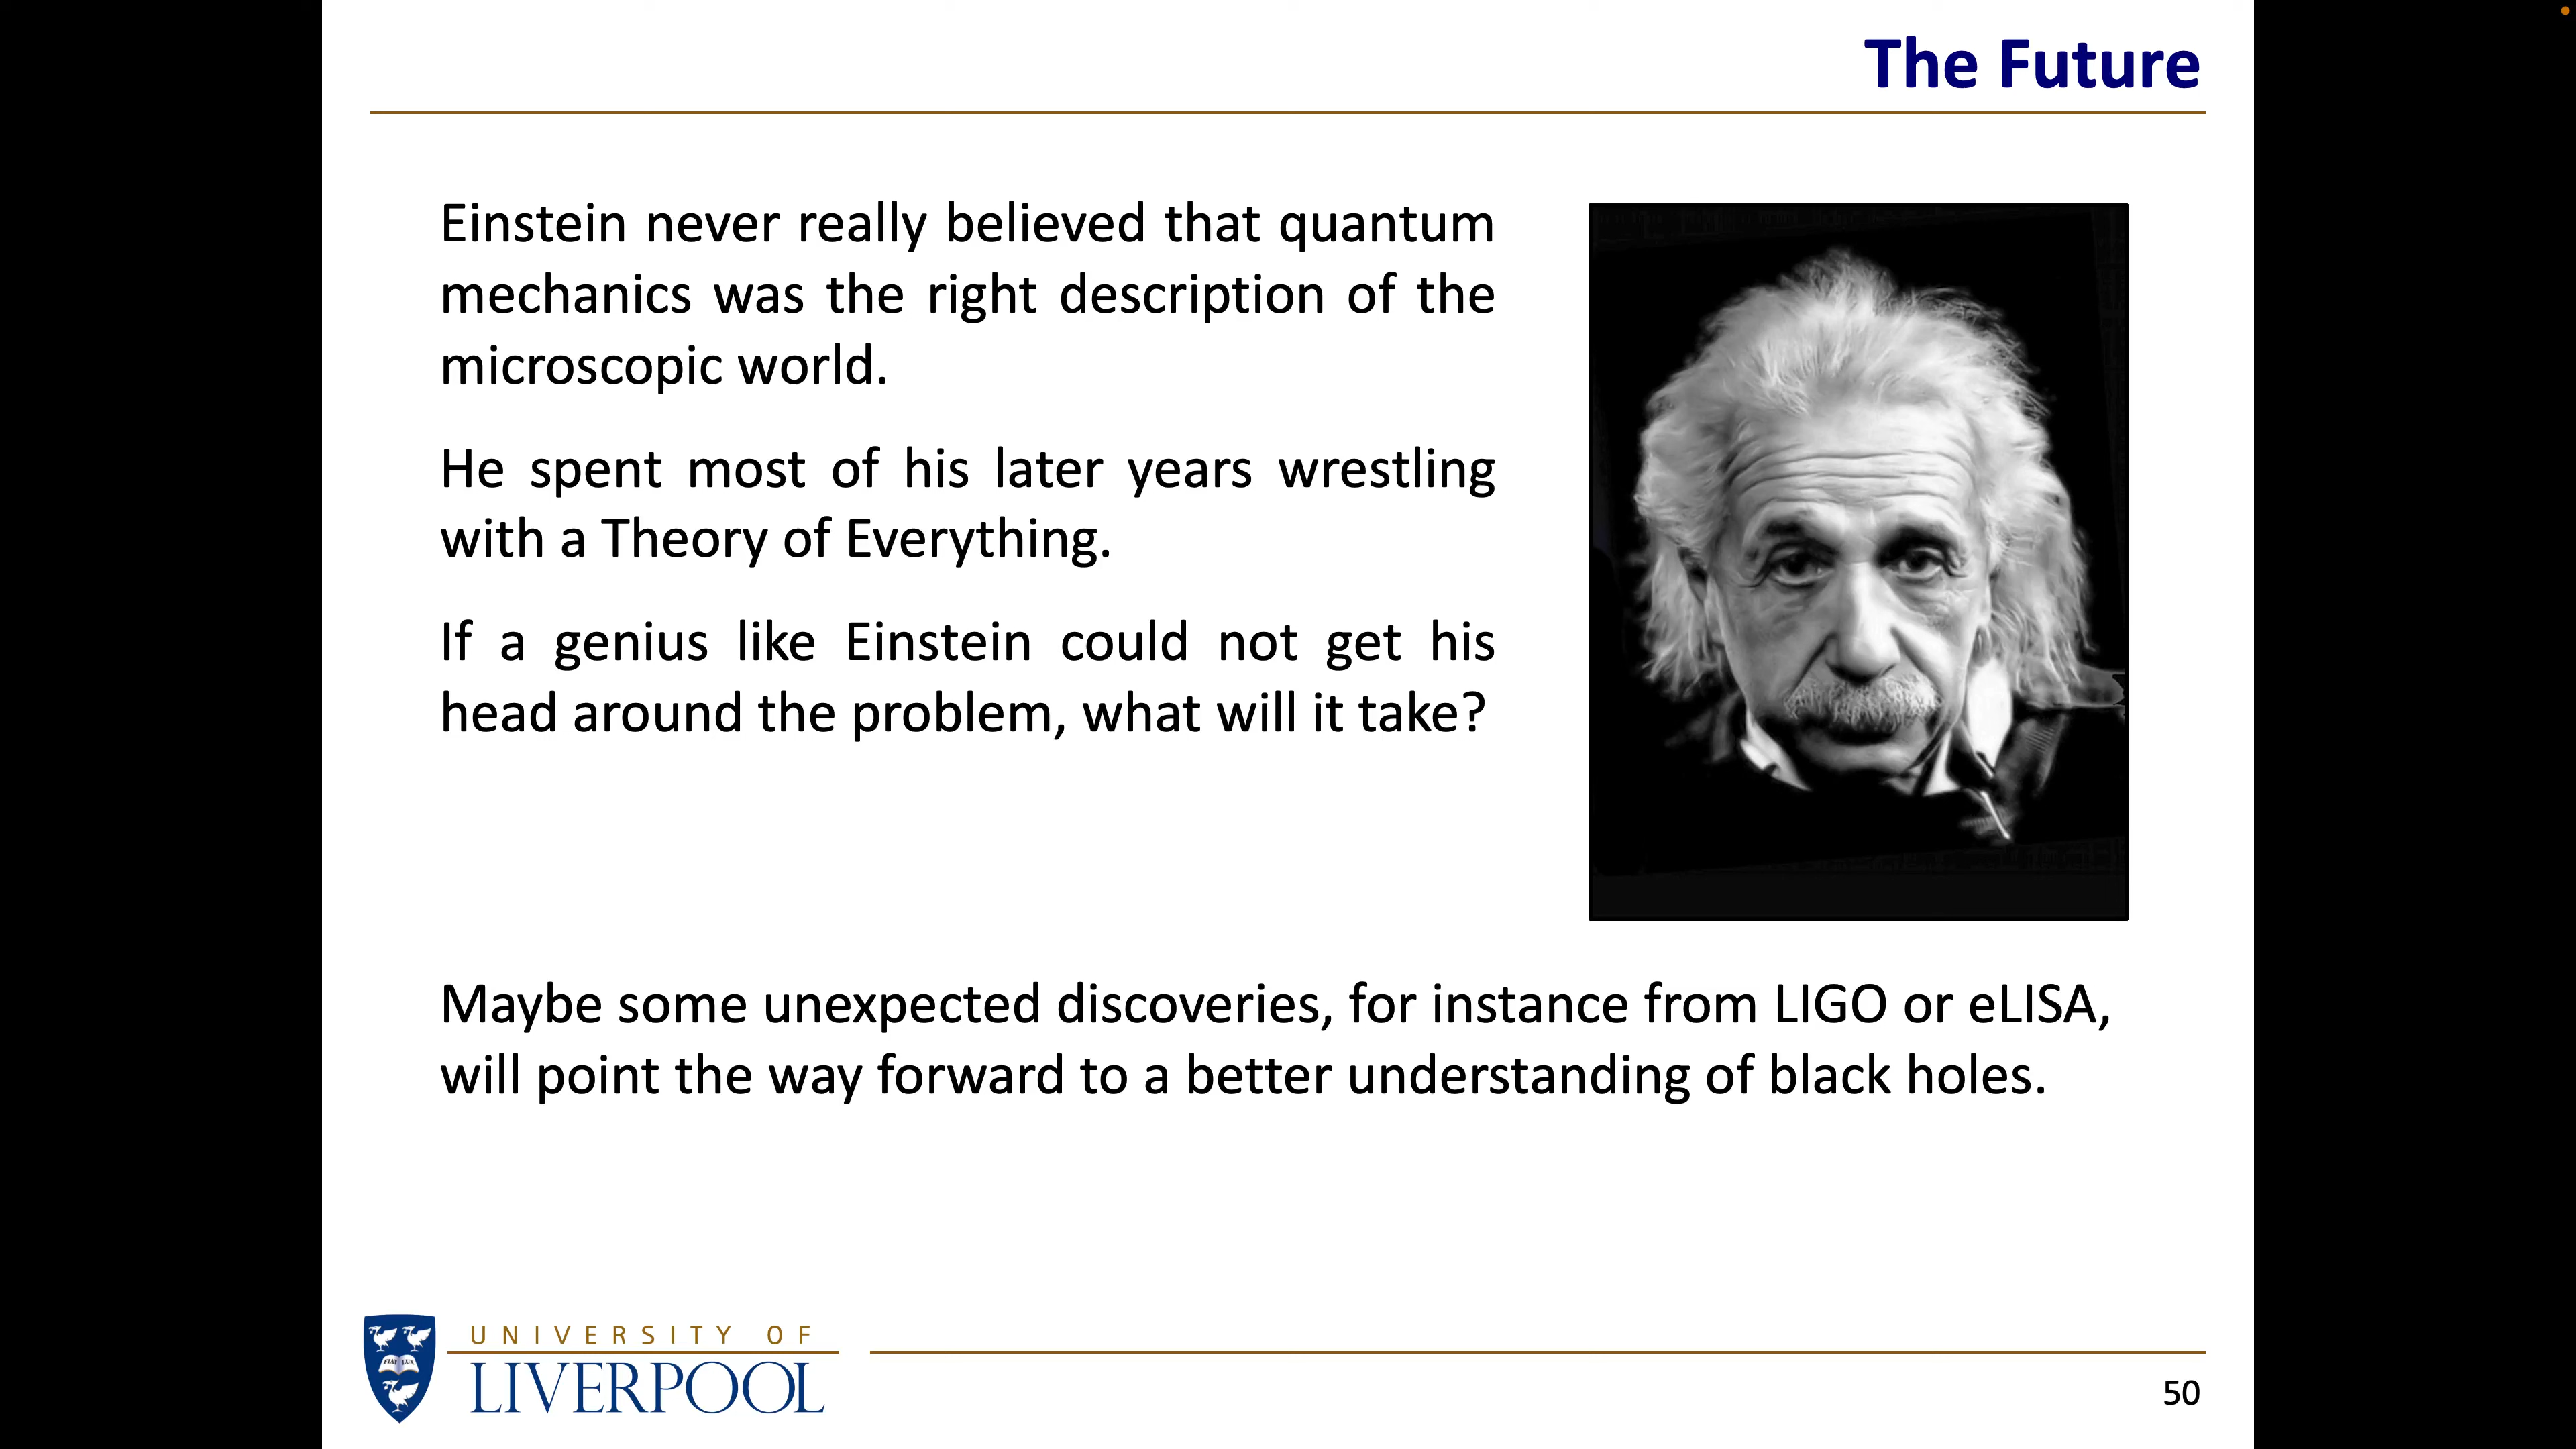 The Future
Einstein never really believed that quantum
mechanics was the right description of the
microscopic world.
He spent most of his later years wrestling
with a Theory of Everything.
If a genius like Einstein could not get his
head around the problem, what will it take?
Maybe some unexpected discoveries, for instance from LIGO or eLISA,
will point the way forward to a better understanding of black holes.
FIAT LUX
UNIVERSITY OF
LIVERPOOL
50